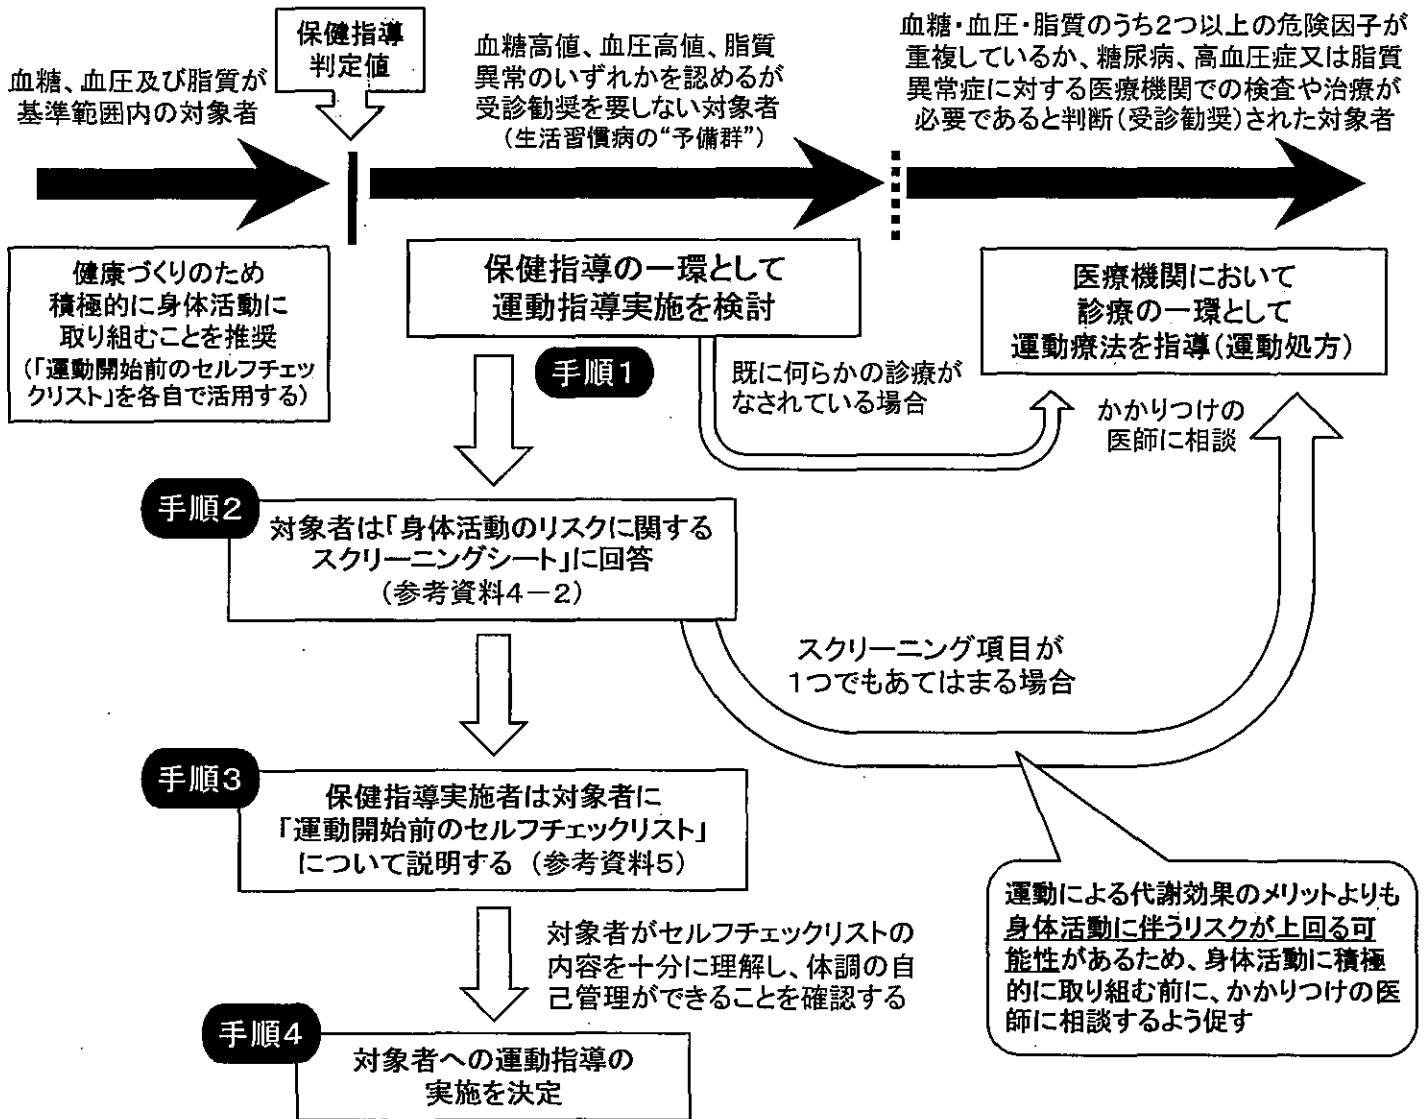 保健指導
判定値
血糖、血圧及び脂質が
基準範囲内の対象者
血糖高値、血圧高値、脂質
異常のいずれかを認めるが
受診勧奨を要しない対象者
(生活習慣病の“予備群”)
血糖・血圧・脂質のうち2つ以上の危険因子が
重複しているか、糖尿病、高血圧症又は脂質
異常症に対する医療機関での検査や治療が
必要であると判断(受診勧奨)された対象者
健康づくりのため
積極的に身体活動に
取り組むことを推奨
(「運動開始前のセルフチェッ
クリスト」を各自で活用する)
保健指導の一環として
運動指導実施を検討
医療機関において
診療の一環として
運動療法を指導(運動処方)
手順1
既に何らかの診療が
なされている場合
かかりつけの
医師に相談
手順2
対象者は「身体活動のリスクに関する
スクリーニングシート」に回答
(参考資料4-2)
スクリーニング項目が
1つでもあてはまる場合
手順3
保健指導実施者は対象者に
「運動開始前のセルフチェックリスト」
について説明する (参考資料5)
運動による代謝効果のメリットよりも
身体活動に伴うリスクが上回る可
能性があるため、身体活動に積極
的に取り組む前に、かかりつけの医
師に相談するよう促す
対象者がセルフチェックリストの
内容を十分に理解し、体調の自
己管理ができることを確認する
手順4
対象者への運動指導の
実施を決定